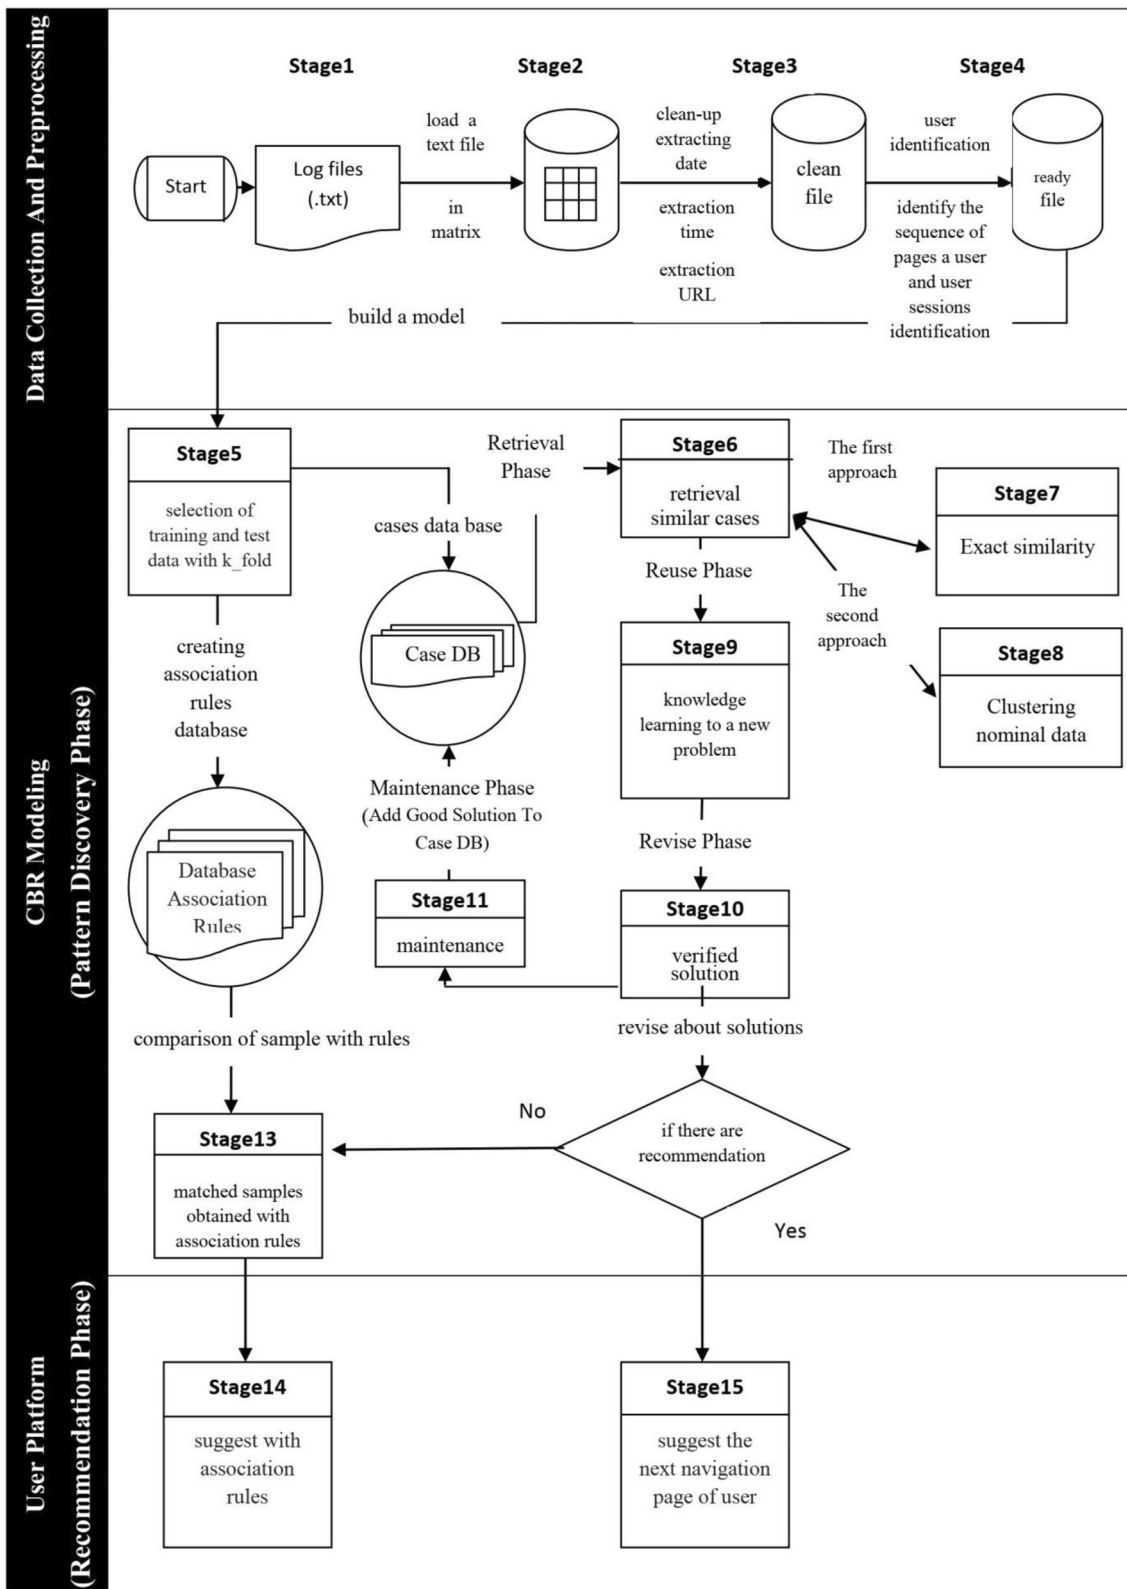 Data Collection And Preprocessing
Stage1
Stage2
Stage3
Stage4
Start
Log files
(.txt)
load a
text file
in
matrix
clean-up
extracting
date
extraction
time
extraction
URL
clean
file
user
identification
identify the
sequence of
pages a user
and user
sessions
identification
ready
file
build a model
CBR Modeling
(Pattern Discovery Phase)
Stage5
selection of
training and test
data with k_fold
cases data base
Case DB
Retrieval
Phase
Stage6
retrieval
similar cases
The first
approach
Stage7
Exact similarity
The
second
approach
Stage8
Clustering
nominal data
Reuse Phase
Stage9
knowledge
learning to a new
problem
creating
association
rules
database
Database
Association
Rules
Maintenance Phase
(Add Good Solution To
Case DB)
Stage11
maintenance
Revise Phase
Stage10
verified
solution
revise about solutions
comparison of sample with rules
Stage13
matched samples
obtained with
association rules
No
if there are
recommendation
Yes
User Platform
(Recommendation Phase)
Stage14
suggest with
association
rules
Stage15
suggest the
next navigation
page of user